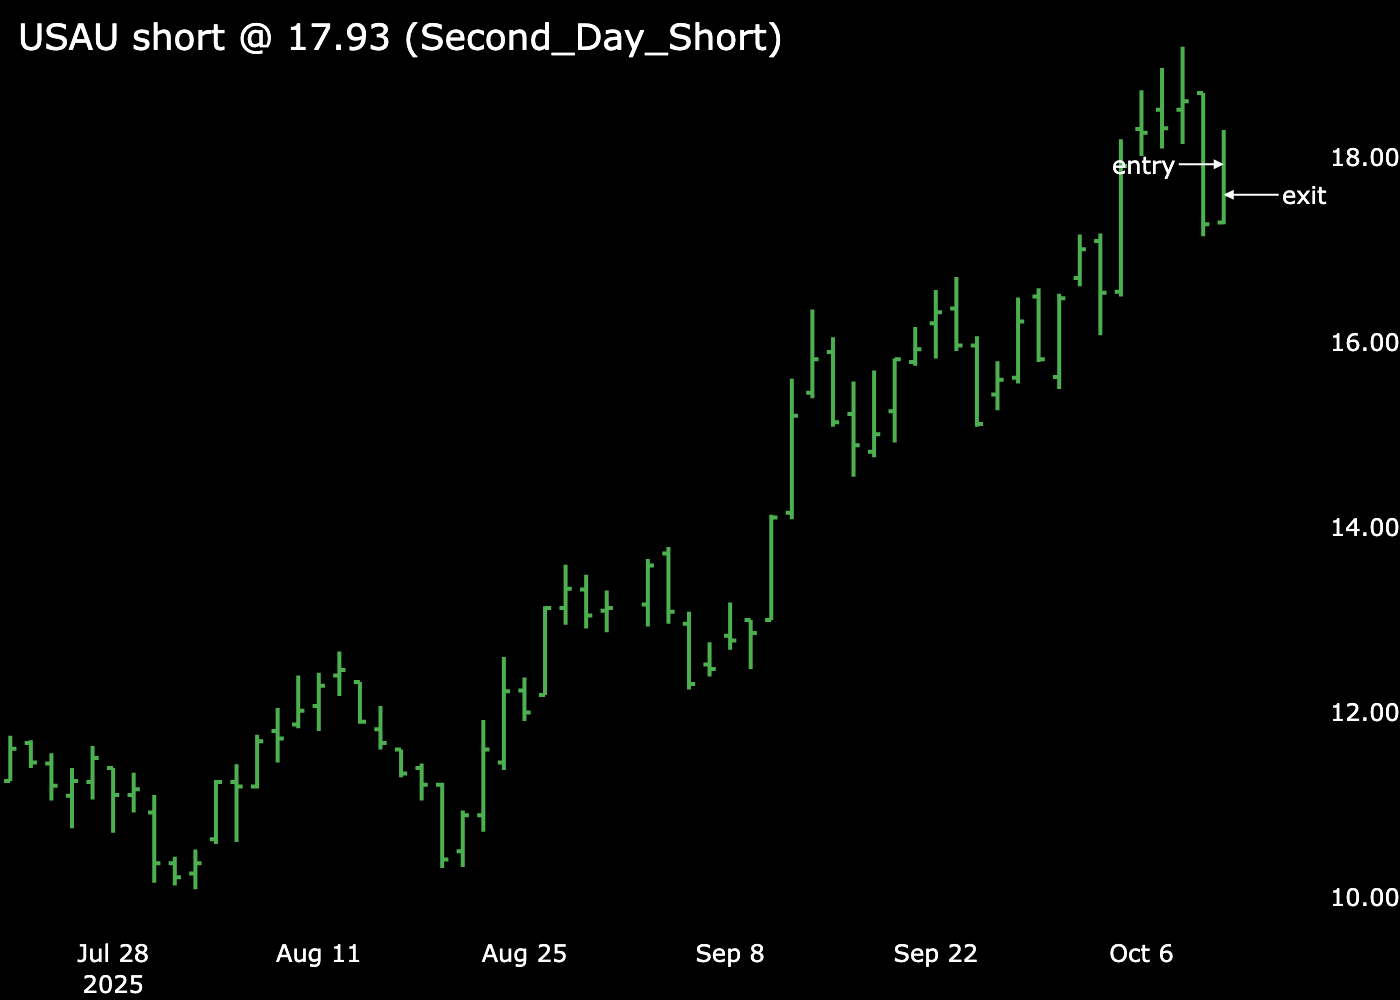 USAU short @ 17.93 (Second_Day_Short)
18.00
entry
exit
16.00
14.00
12.00
10.00
Jul 28
2025
Aug 11
Aug 25
Sep 8
Sep 22
Oct 6